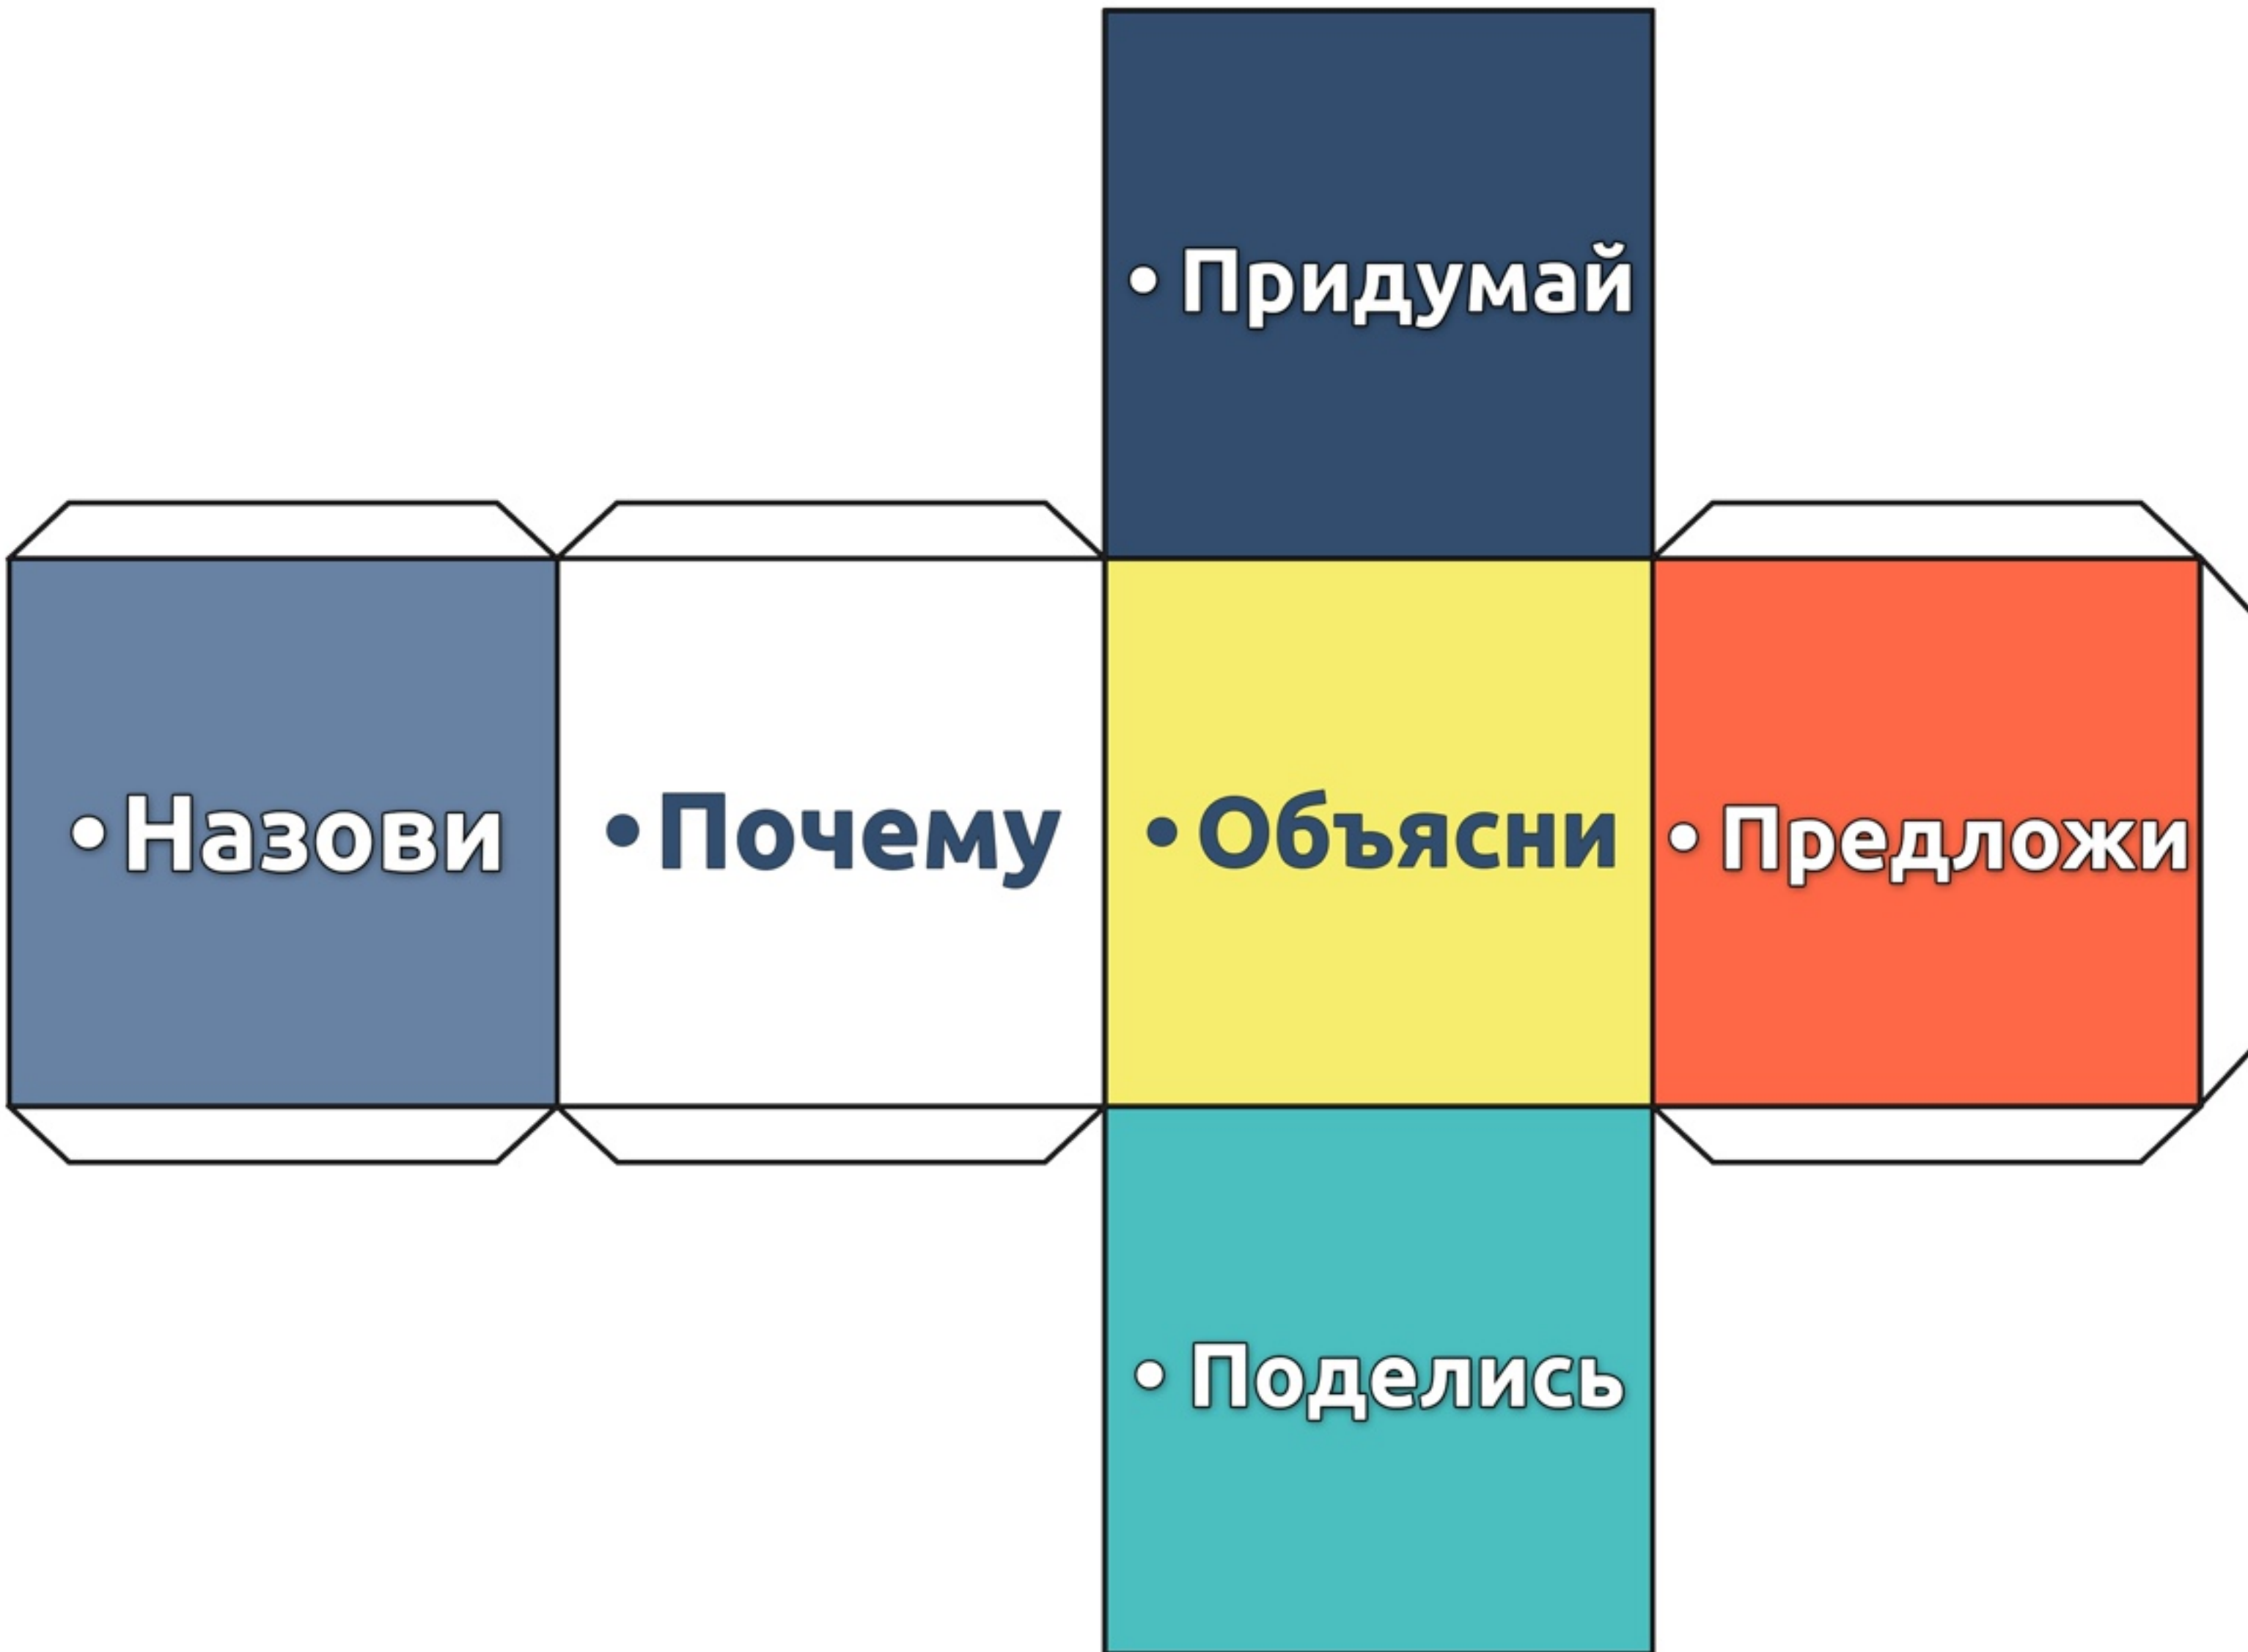 • Придумай
• Назови
• Почему
• Объясни
• Предложи
• Поделись